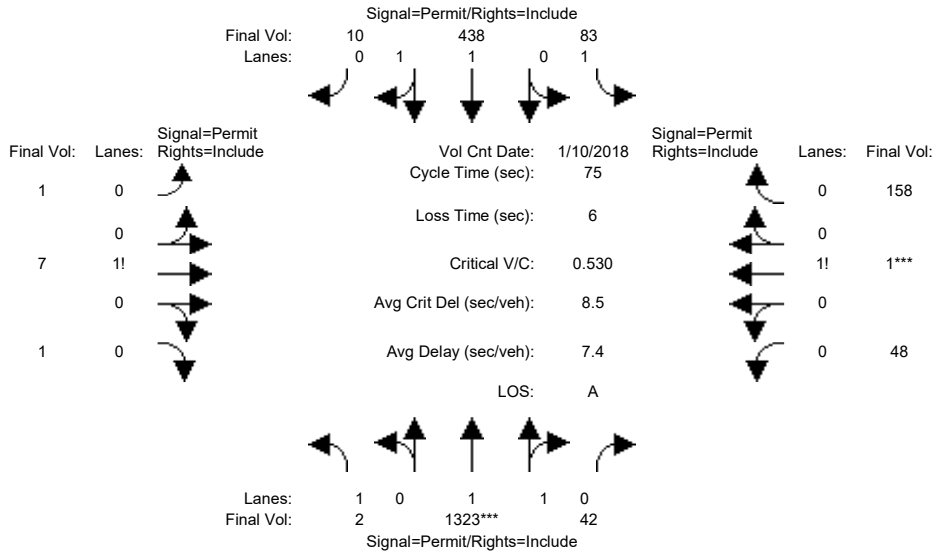 Signal=Permit/Rights=Include
Final Vol: 10 438 83
Lanes: 0 1 1 0 1
Signal=Permit
Final Vol: Lanes: Rights=Include
Vol Cnt Date: 1/10/2018
Signal=Permit
Rights=Include Lanes: Final Vol:
Cycle Time (sec): 75
1 0
0 158
Loss Time (sec): 6
0
0
7 1!
Critical V/C: 0.530
1! 1***
0
Avg Crit Del (sec/veh): 8.5
0
1 0
Avg Delay (sec/veh): 7.4
0 48
LOS: A
Lanes: 1 0 1 1 0
Final Vol: 2 1323*** 42
Signal=Permit/Rights=Include